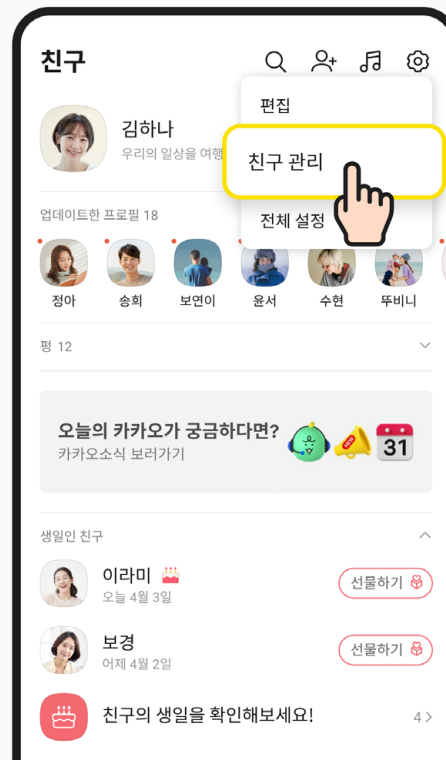 친구
편집
김하나
우리의 일상을 여행
친구 관리
업데이트한 프로필 18
전체 설정
정아
송희
보연이
윤서
수현
뚜비니
펑 12
오늘의 카카오가 궁금하다면?
카카오소식 보러가기
NEW
31
생일인 친구
이라미
오늘 4월 3일
선물하기
보경
어제 4월 2일
선물하기
친구의 생일을 확인해보세요!
4